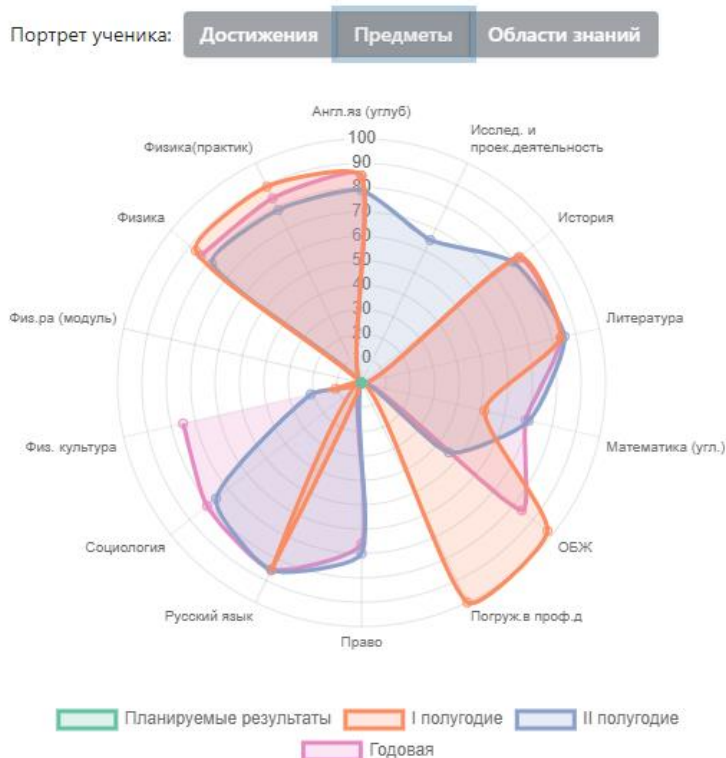 Портрет ученика: Достижения Предметы Области знаний
Англ.яз (углуб)
Исслед. и
проек.деятельность
История
Литература
Математика (угл.)
ОБЖ
Погруж.в проф.д
Право
Русский язык
Социология
Физ. культура
Физ.ра (модуль)
Физика
Физика(практик)
100
90
80
70
60
50
40
30
20
0
Планируемые результаты I полугодие II полугодие
Годовая